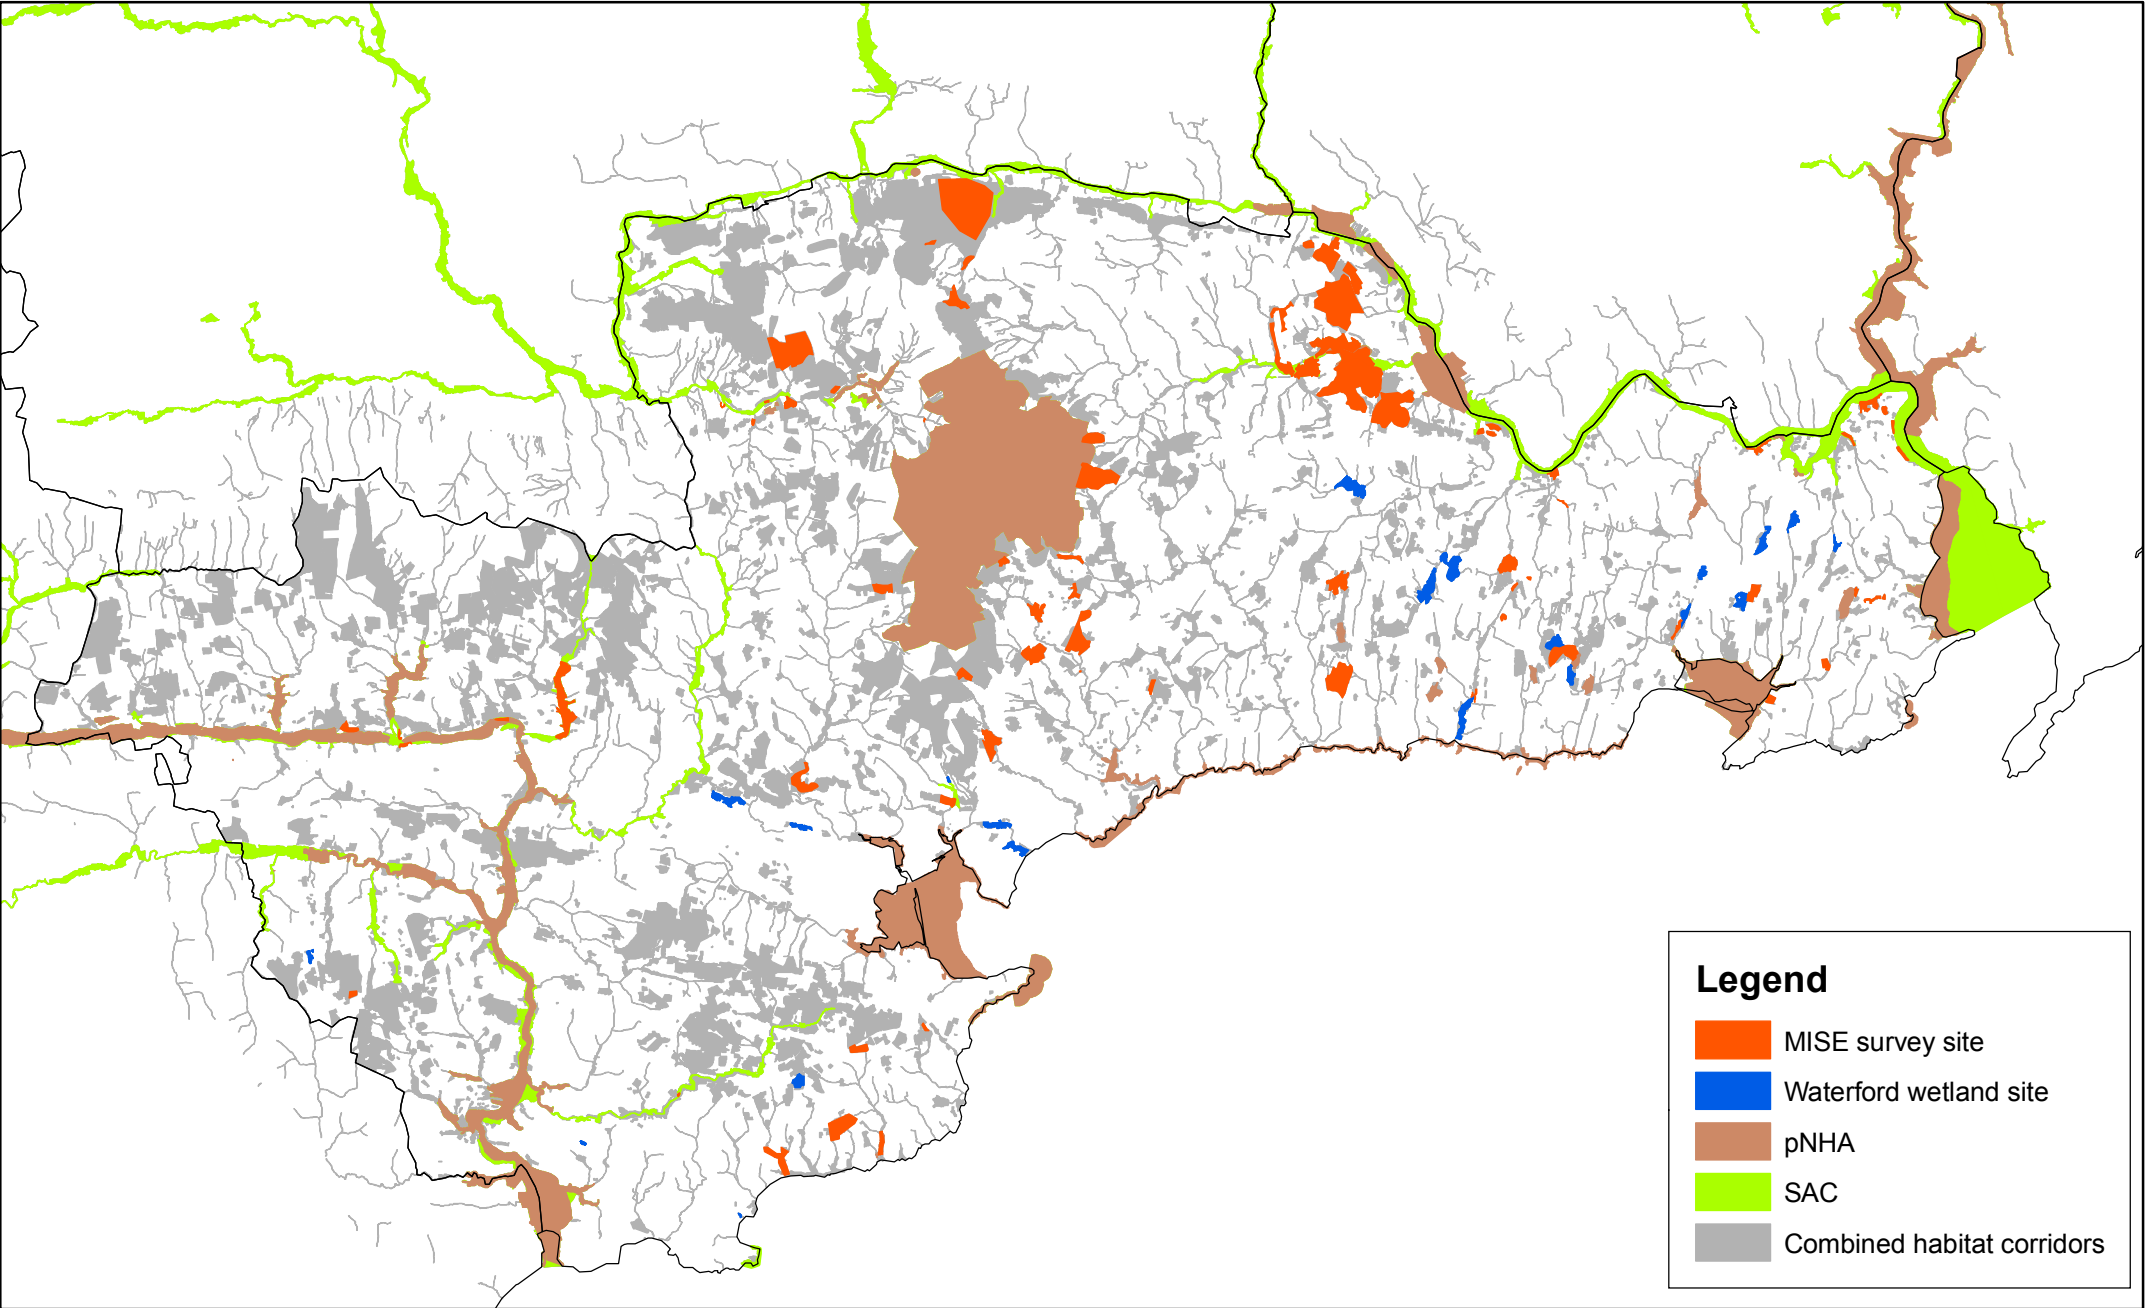 Legend
MISE survey site
Waterford wetland site
pNHA
SAC
Combined habitat corridors